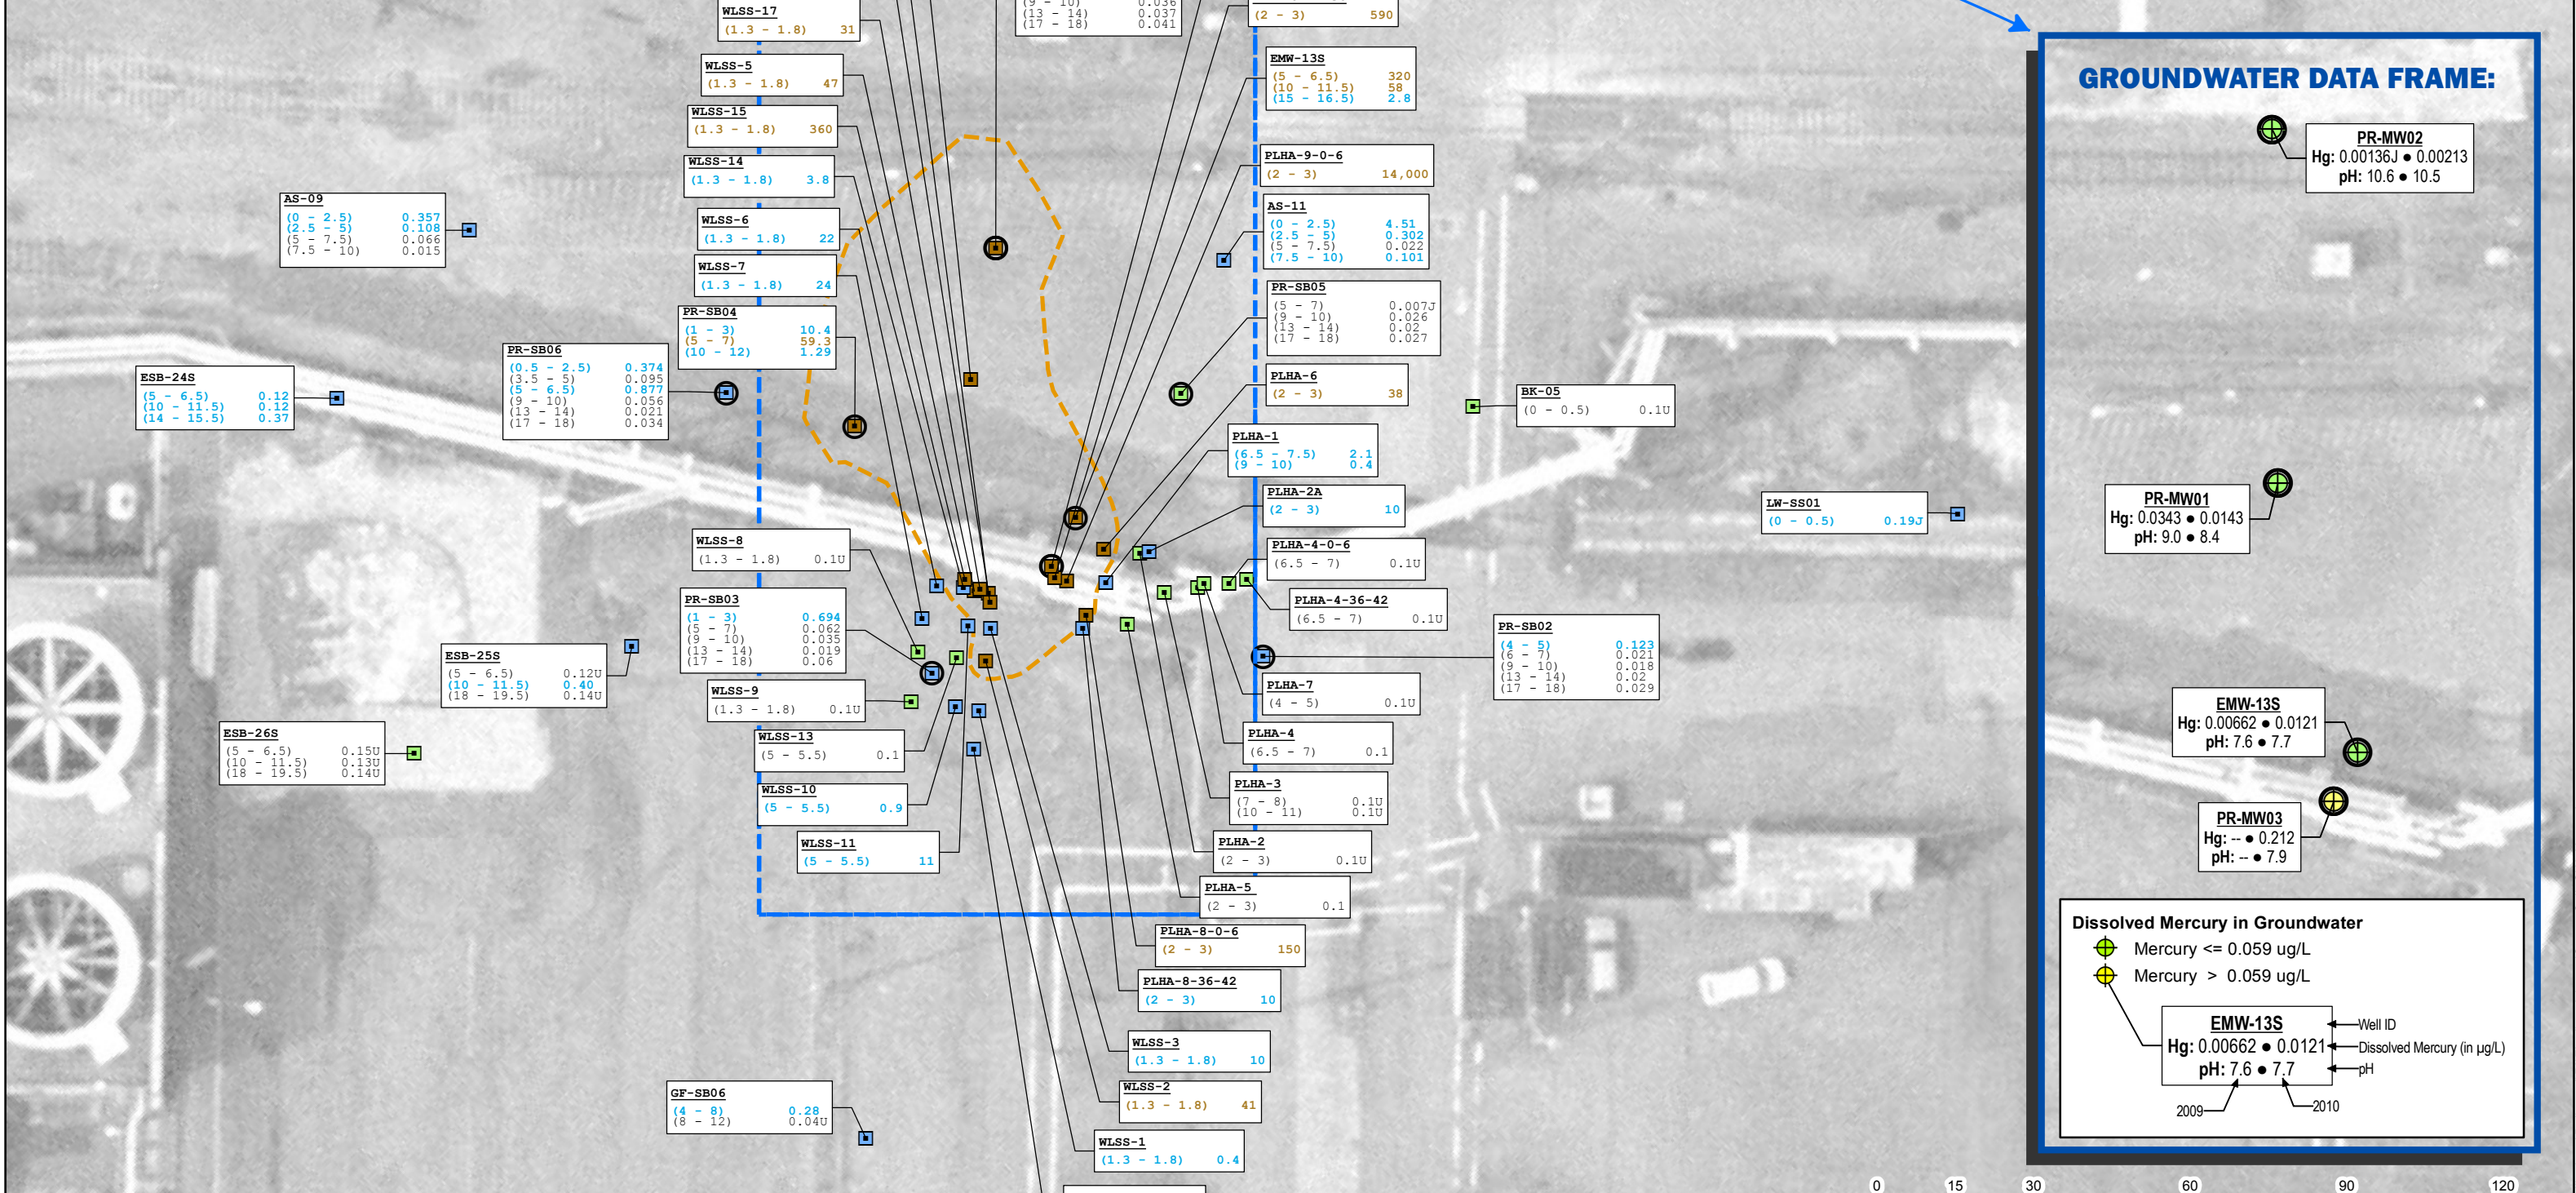 WLSS-17
(1.3 - 1.8) 31
WLSS-5
(1.3 - 1.8) 47
WLSS-15
(1.3 - 1.8) 360
WLSS-14
(1.3 - 1.8) 3.8
WLSS-6
(1.3 - 1.8) 22
WLSS-7
(1.3 - 1.8) 24
PR-SB04
(1 - 3) 10.4
(5 - 7) 59.3
(10 - 12) 1.29
AS-09
(0 - 2.5) 0.357
(2.5 - 5) 0.108
(5 - 7.5) 0.066
(7.5 - 10) 0.015
PR-SB06
(0.5 - 2.5) 0.374
(3.5 - 5) 0.095
(5 - 6.5) 0.877
(9 - 10) 0.056
(13 - 14) 0.021
(17 - 18) 0.034
ESB-24S
(5 - 6.5) 0.12
(10 - 11.5) 0.12
(14 - 15.5) 0.37
WLSS-8
(1.3 - 1.8) 0.1U
PR-SB03
(1 - 3) 0.694
(5 - 7) 0.062
(9 - 10) 0.035
(13 - 14) 0.019
(17 - 18) 0.06
ESB-25S
(5 - 6.5) 0.12U
(10 - 11.5) 0.40
(18 - 19.5) 0.14U
WLSS-9
(1.3 - 1.8) 0.1U
ESB-26S
(5 - 6.5) 0.15U
(10 - 11.5) 0.13U
(18 - 19.5) 0.14U
WLSS-13
(5 - 5.5) 0.1
WLSS-10
(5 - 5.5) 0.9
WLSS-11
(5 - 5.5) 11
GF-SB06
(4 - 8) 0.28
(8 - 12) 0.04U
(9 - 10) 0.036
(13 - 14) 0.037
(17 - 18) 0.041
(2 - 3) 590
EMW-13S
(5 - 6.5) 320
(10 - 11.5) 58
(15 - 16.5) 2.8
PLHA-9-0-6
(2 - 3) 14,000
AS-11
(0 - 2.5) 4.51
(2.5 - 5) 0.302
(5 - 7.5) 0.022
(7.5 - 10) 0.101
PR-SB05
(5 - 7) 0.007J
(9 - 10) 0.026
(13 - 14) 0.02
(17 - 18) 0.027
PLHA-6
(2 - 3) 38
BK-05
(0 - 0.5) 0.1U
PLHA-1
(6.5 - 7.5) 2.1
(9 - 10) 0.4
PLHA-2A
(2 - 3) 10
LW-SS01
(0 - 0.5) 0.19J
PLHA-4-0-6
(6.5 - 7) 0.1U
PLHA-4-36-42
(6.5 - 7) 0.1U
PR-SB02
(4 - 5) 0.123
(6 - 7) 0.021
(9 - 10) 0.018
(13 - 14) 0.02
(17 - 18) 0.029
PLHA-7
(4 - 5) 0.1U
PLHA-4
(6.5 - 7) 0.1
PLHA-3
(7 - 8) 0.1U
(10 - 11) 0.1U
PLHA-2
(2 - 3) 0.1U
PLHA-5
(2 - 3) 0.1
PLHA-8-0-6
(2 - 3) 150
PLHA-8-36-42
(2 - 3) 10
WLSS-3
(1.3 - 1.8) 10
WLSS-2
(1.3 - 1.8) 41
WLSS-1
(1.3 - 1.8) 0.4
GROUNDWATER DATA FRAME:
PR-MW02
Hg: 0.00136J ● 0.00213
pH: 10.6 ● 10.5
PR-MW01
Hg: 0.0343 ● 0.0143
pH: 9.0 ● 8.4
EMW-13S
Hg: 0.00662 ● 0.0121
pH: 7.6 ● 7.7
PR-MW03
Hg: -- ● 0.212
pH: -- ● 7.9
Dissolved Mercury in Groundwater
Mercury <= 0.059 ug/L
Mercury > 0.059 ug/L
EMW-13S
Well ID
Hg: 0.00662 ● 0.0121
Dissolved Mercury (in µg/L)
pH: 7.6 ● 7.7
pH
2009
2010
0 15 30 60 90 120